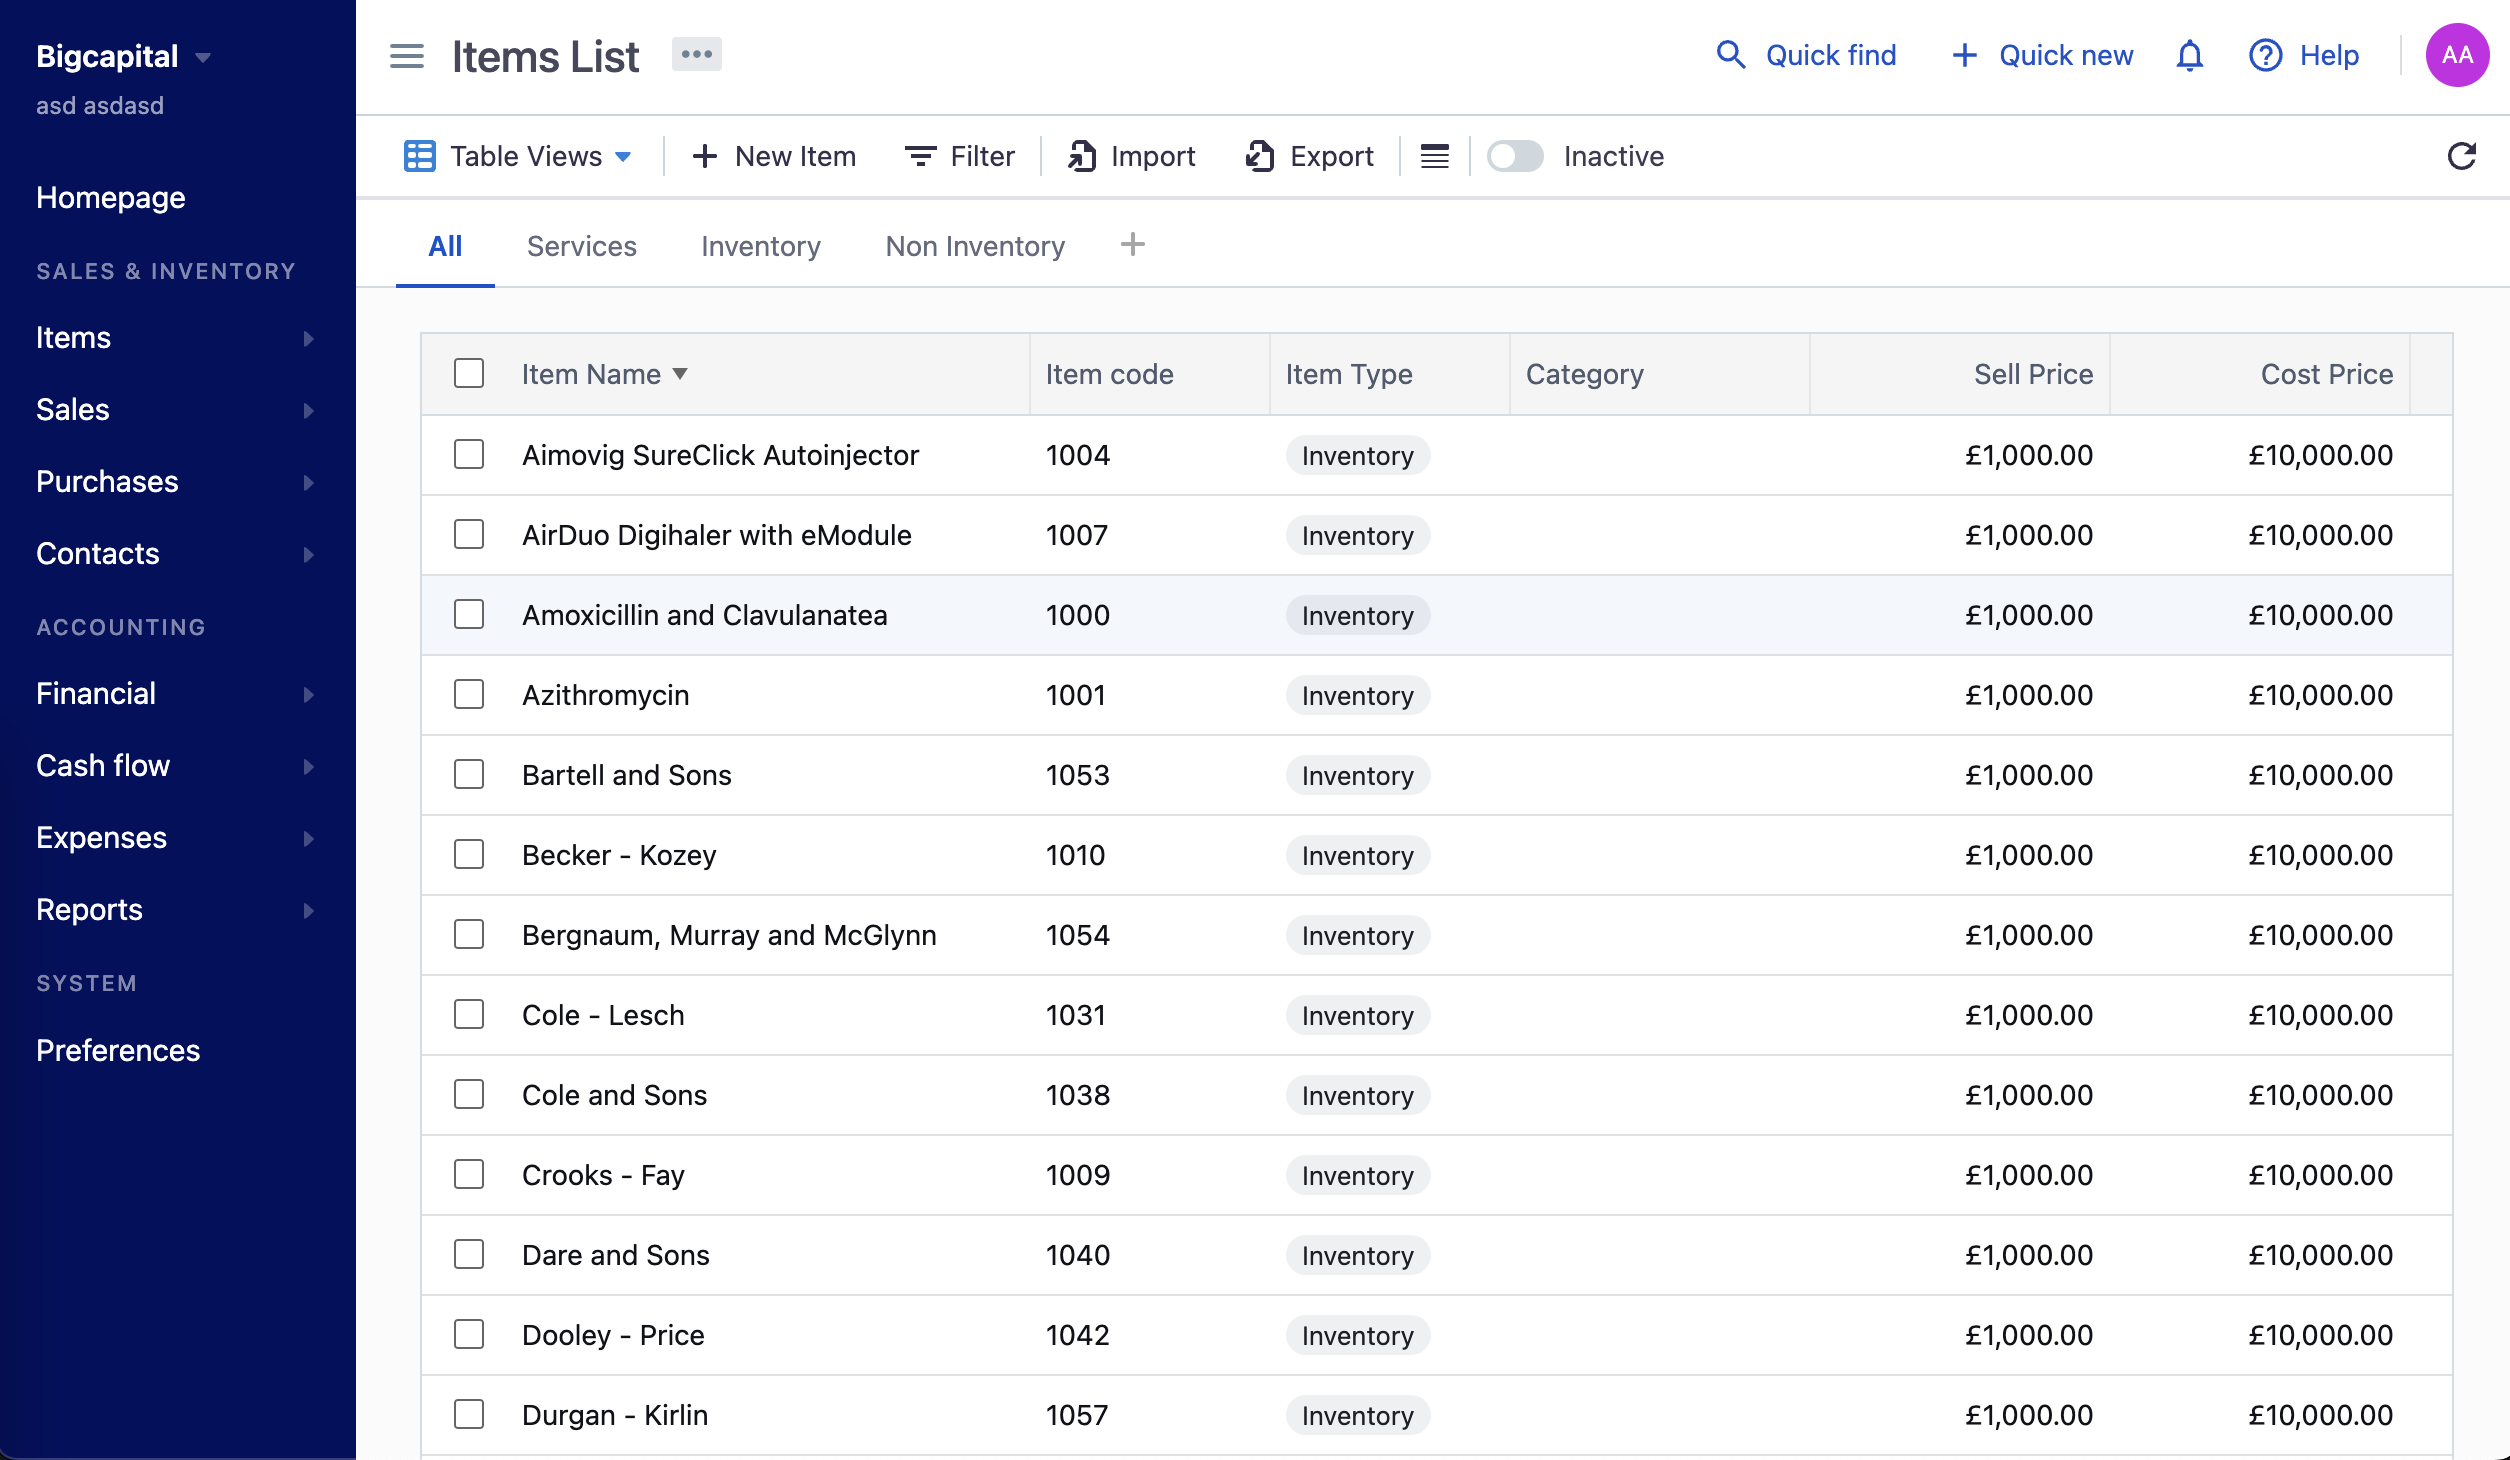 Bigcapital
asd asdasd
Homepage
SALES & INVENTORY
Items
Sales
Purchases
Contacts
ACCOUNTING
Financial
Cash flow
Expenses
Reports
SYSTEM
Preferences
Items List
Quick find
Quick new
Help
AA
Table Views
New Item
Filter
Import
Export
Inactive
All Services Inventory Non Inventory
Item Name Item code Item Type Category Sell Price Cost Price
Aimovig SureClick Autoinjector 1004 Inventory £1,000.00 £10,000.00
AirDuo Digihaler with eModule 1007 Inventory £1,000.00 £10,000.00
Amoxicillin and Clavulanatea 1000 Inventory £1,000.00 £10,000.00
Azithromycin 1001 Inventory £1,000.00 £10,000.00
Bartell and Sons 1053 Inventory £1,000.00 £10,000.00
Becker - Kozey 1010 Inventory £1,000.00 £10,000.00
Bergnaum, Murray and McGlynn 1054 Inventory £1,000.00 £10,000.00
Cole - Lesch 1031 Inventory £1,000.00 £10,000.00
Cole and Sons 1038 Inventory £1,000.00 £10,000.00
Crooks - Fay 1009 Inventory £1,000.00 £10,000.00
Dare and Sons 1040 Inventory £1,000.00 £10,000.00
Dooley - Price 1042 Inventory £1,000.00 £10,000.00
Durgan - Kirlin 1057 Inventory £1,000.00 £10,000.00